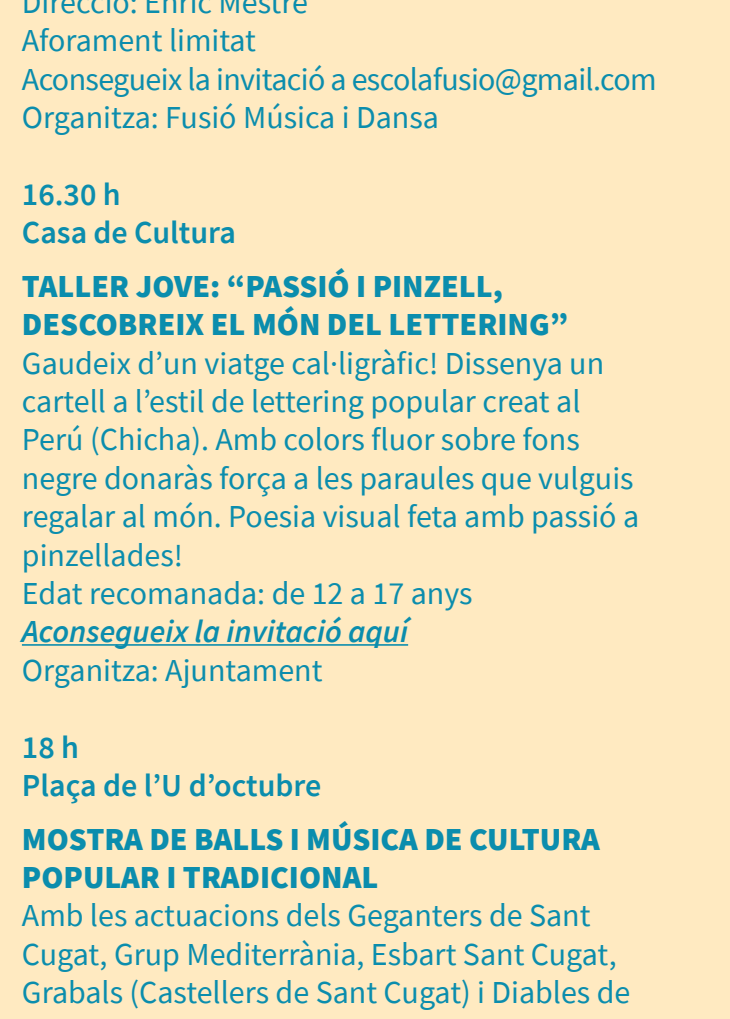 Direcció: Enric Mestre
Aforament limitat
Aconsegueix la invitació a escolafusio@gmail.com
Organitza: Fusió Música i Dansa
16.30 h
Casa de Cultura
TALLER JOVE: “PASSIÓ I PINZELL,
DESCOBREIX EL MÓN DEL LETTERING”
Gaudeix d’un viatge cal·ligràfic! Dissenya un
cartell a l’estil de lettering popular creat al
Perú (Chicha). Amb colors fluor sobre fons
negre donaràs força a les paraules que vulguis
regalar al món. Poesia visual feta amb passió a
pinzellades!
Edat recomanada: de 12 a 17 anys
Aconsegueix la invitació aquí
Organitza: Ajuntament
18 h
Plaça de l’U d’octubre
MOSTRA DE BALLS I MÚSICA DE CULTURA
POPULAR I TRADICIONAL
Amb les actuacions dels Geganters de Sant
Cugat, Grup Mediterrània, Esbart Sant Cugat,
Grabals (Castellers de Sant Cugat) i Diables de